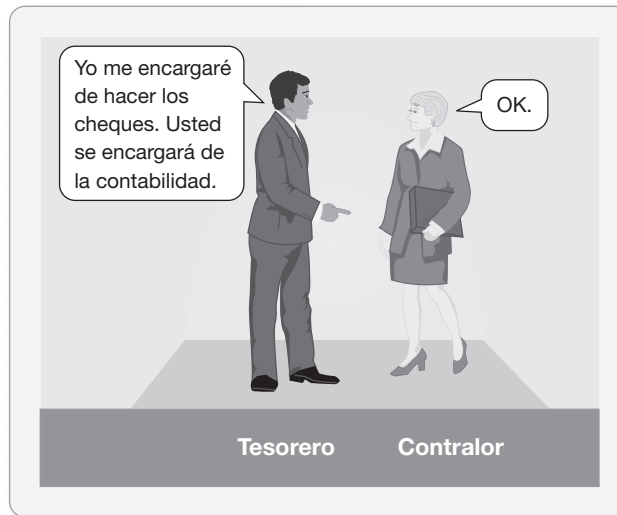 Yo me encargaré
de hacer los
cheques. Usted
se encargará de
la contabilidad.
OK.
Tesorero
Contralor